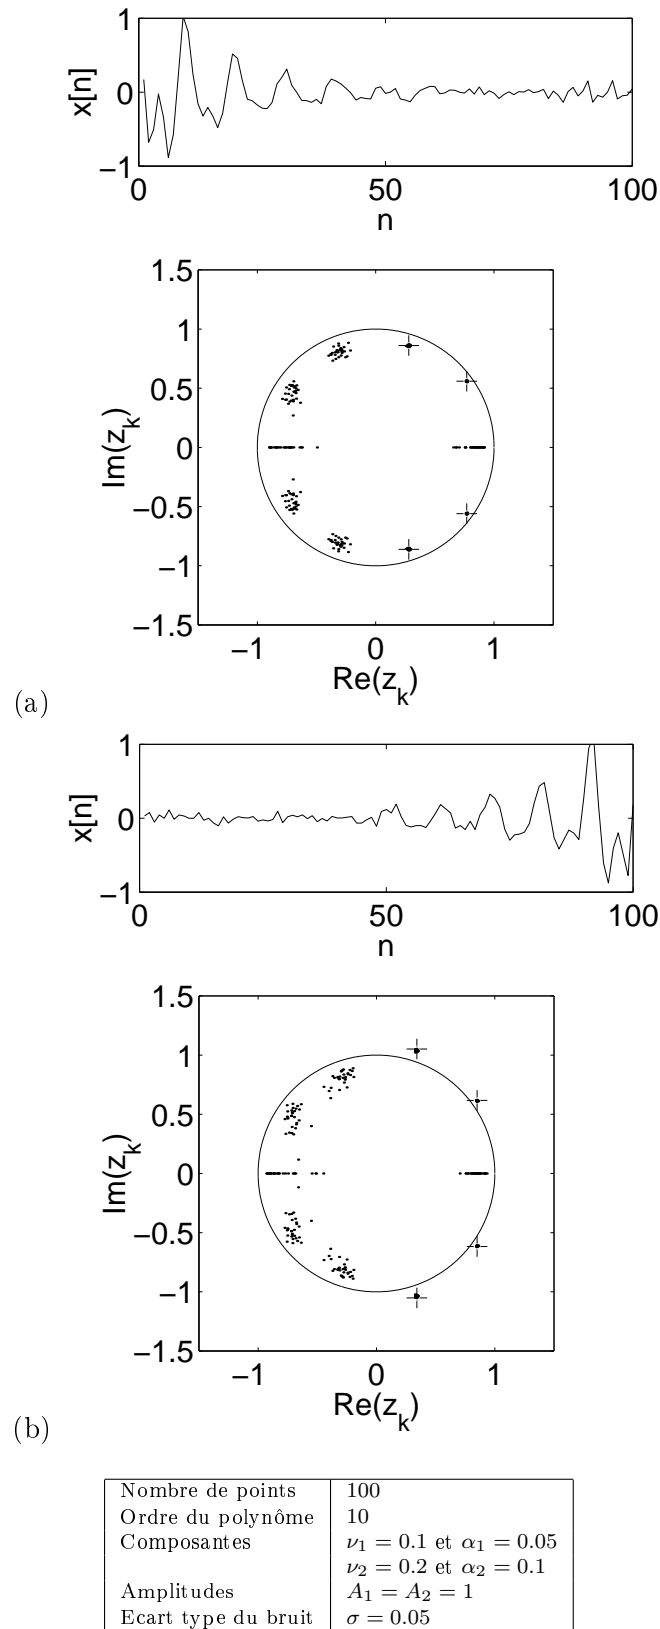 1
0
−1
x[n]
0
50
100
n
1.5
1
0.5
0
−0.5
−1
−1.5
Im(z_k)
−1
0
1
Re(z_k)
(a)
1
0
−1
x[n]
0
50
100
n
1.5
1
0.5
0
−0.5
−1
−1.5
Im(z_k)
−1
0
1
Re(z_k)
(b)
Nombre de points 100
Ordre du polynôme 10
Composantes ν₁ = 0.1 et α₁ = 0.05
ν₂ = 0.2 et α₂ = 0.1
Amplitudes A₁ = A₂ = 1
Ecart type du bruit σ = 0.05